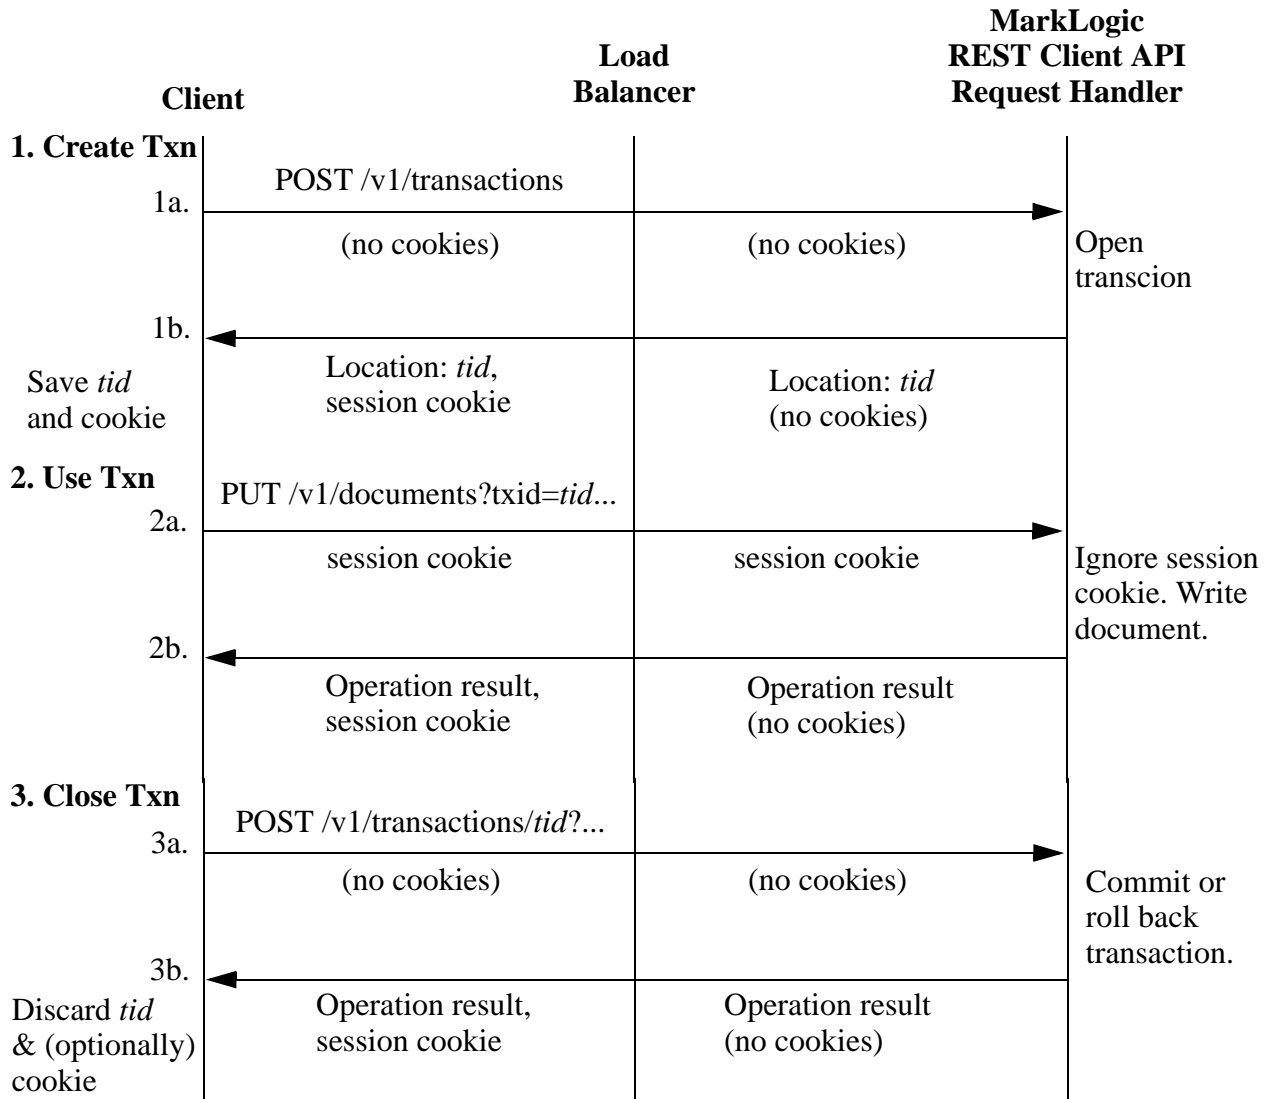 MarkLogic
REST Client API
Request Handler
Load
Balancer
Client
1. Create Txn
POST /v1/transactions
1a.
(no cookies)
(no cookies)
Open
transcion
1b.
Location: tid,
session cookie
Location: tid
(no cookies)
Save tid
and cookie
2. Use Txn
PUT /v1/documents?txid=tid...
2a.
session cookie
session cookie
Ignore session
cookie. Write
document.
2b.
Operation result,
session cookie
Operation result
(no cookies)
3. Close Txn
POST /v1/transactions/tid?...
3a.
(no cookies)
(no cookies)
Commit or
roll back
transaction.
3b.
Operation result,
session cookie
Operation result
(no cookies)
Discard tid
& (optionally)
cookie